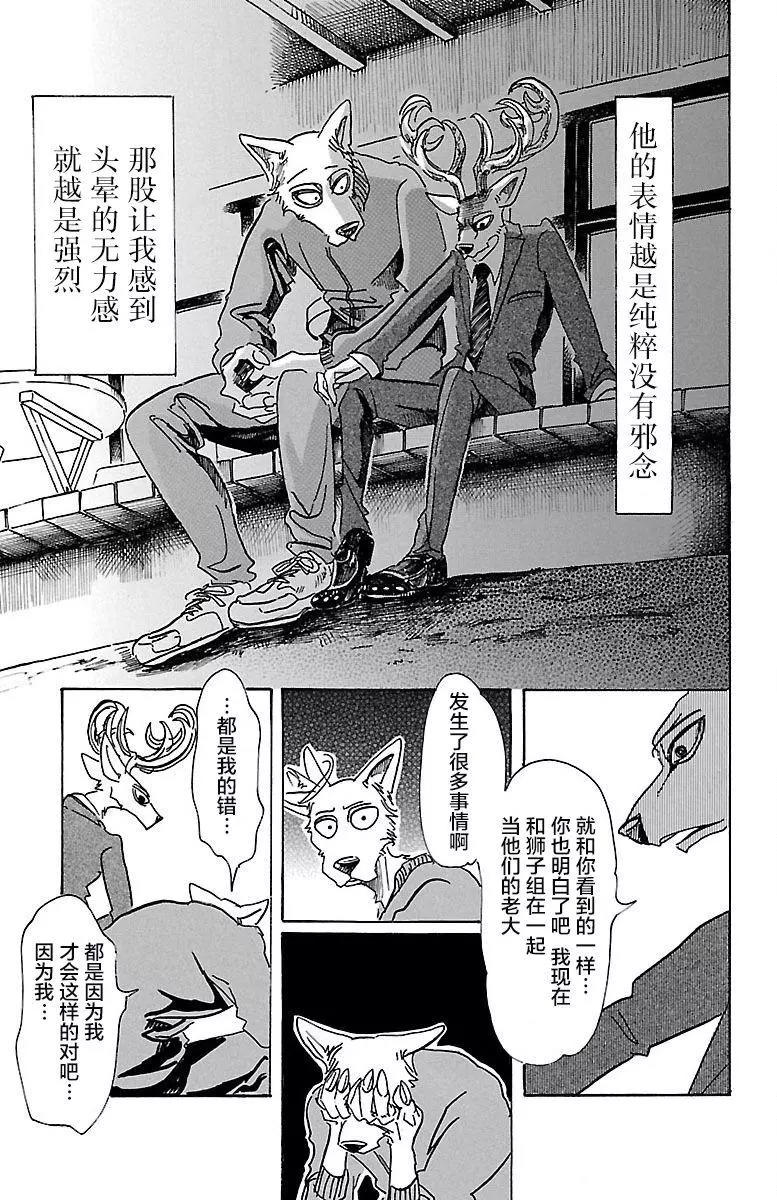 他的表情越是纯粹没有邪念
那股让我感到
头晕的无力感
就越是强烈
就和你看到的一样…
你也明白了吧 我现在
和狮子组在一起
当他们的老大
发生了很多事情啊
…都是我的错…
都是因为我
才会这样的对吧…
因为我…